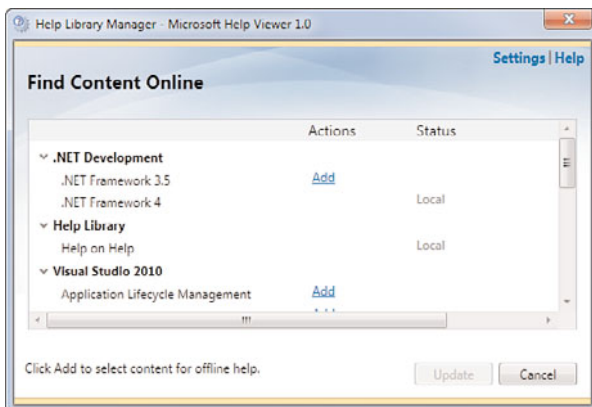 Help Library Manager - Microsoft Help Viewer 1.0
Settings | Help
Find Content Online
Actions Status
.NET Development
.NET Framework 3.5 Add
.NET Framework 4 Local
Help Library
Help on Help Local
Visual Studio 2010
Application Lifecycle Management Add
Click Add to select content for offline help.
Update Cancel